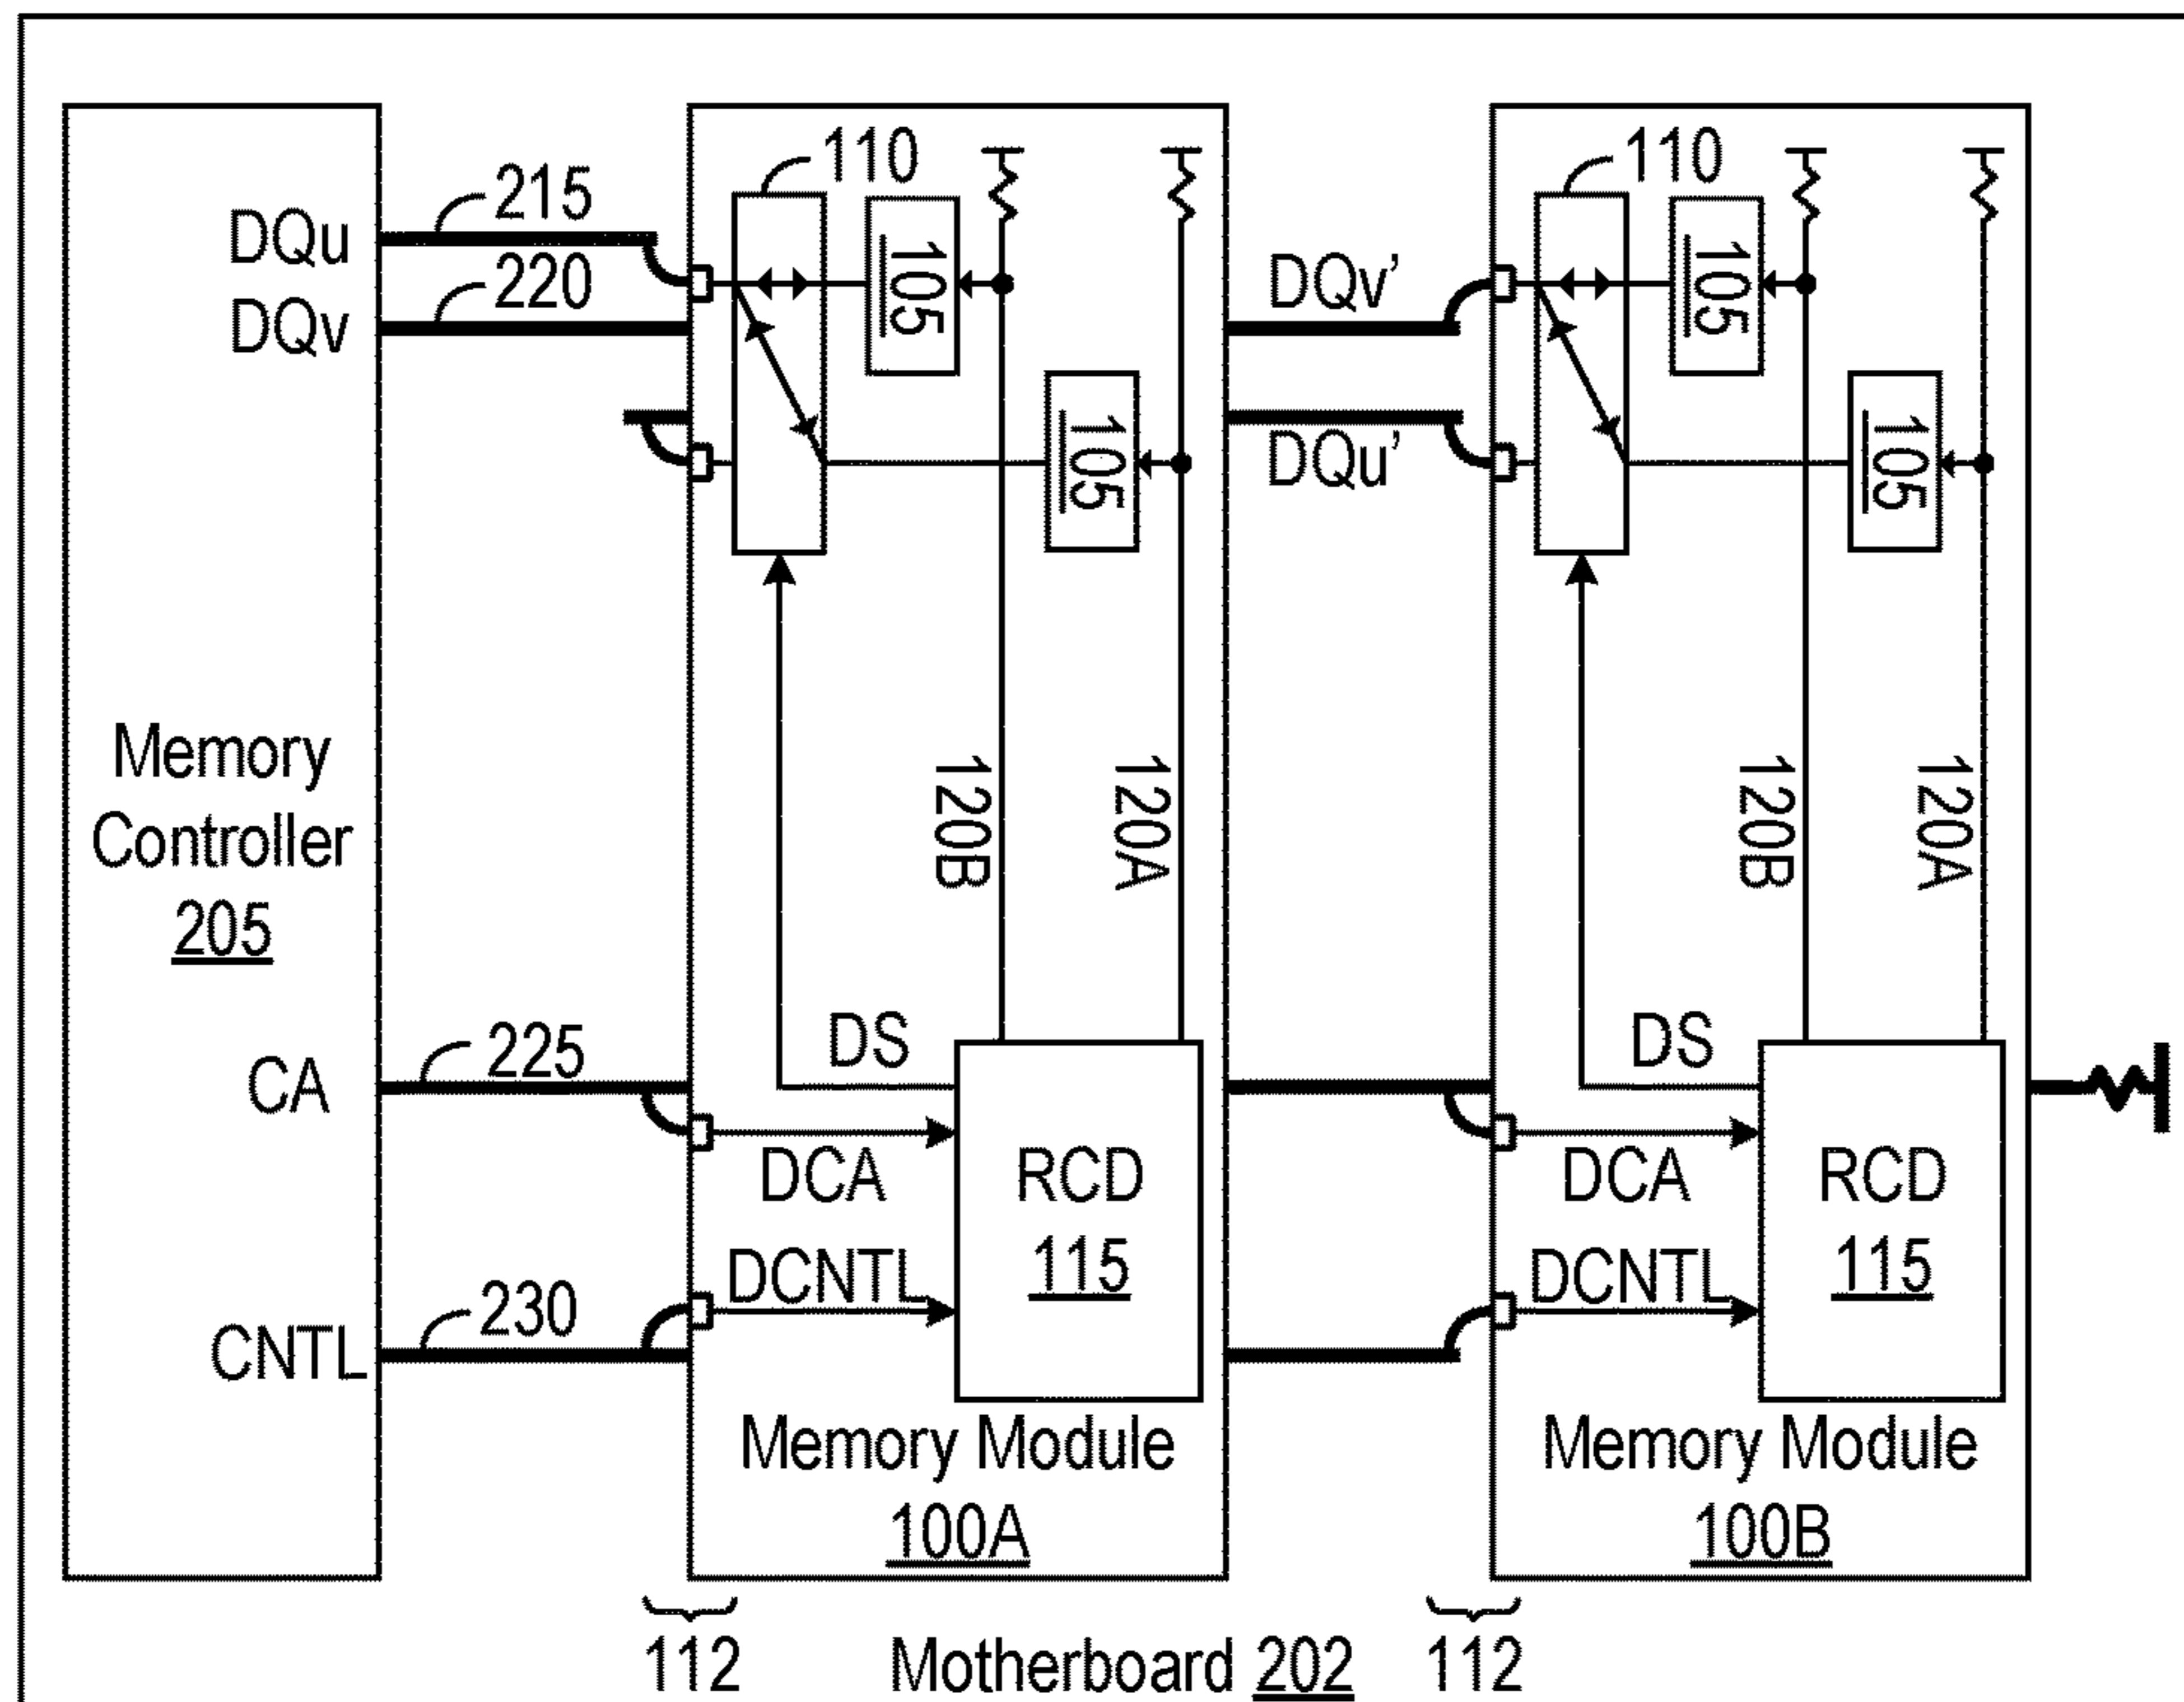 110
110
215
DQu
220
DQv
105
105
DQv'
105
105
DQu'
105
Memory
Controller
205
120B
120A
120B
120A
CA
225
DS
DS
DCA
RCD
115
DCA
RCD
115
DCNTL
DCNTL
CNTL
230
Memory Module
100A
Memory Module
100B
112
Motherboard 202
112